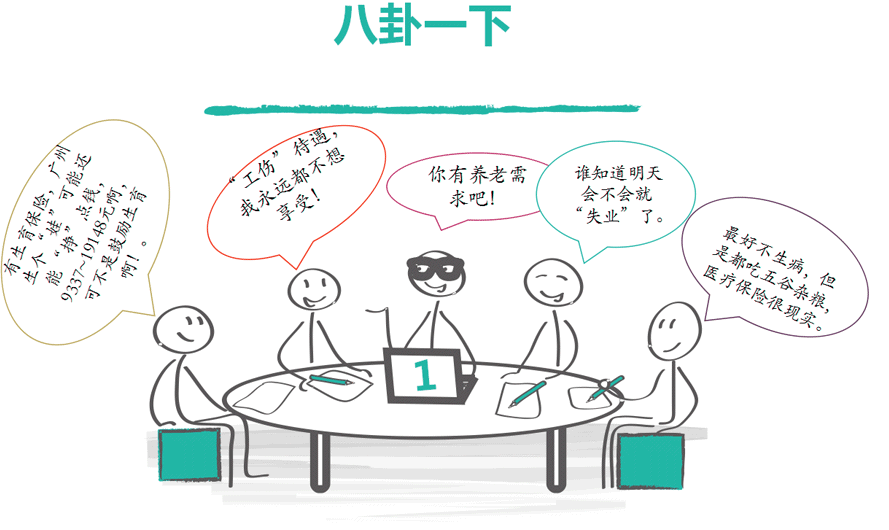 八卦一下
有生育保险，广州
生个“娃”可能还
能“挣”点钱，
9337~19148元啊，
可不是鼓励生育
啊！。
“工伤”待遇，
我永远都不想
享受！
你有养老需
求吧！
谁知道明天
会不会就
“失业”了。
最好不生病，但
是都吃五谷杂粮，
医疗保险很现实。
1